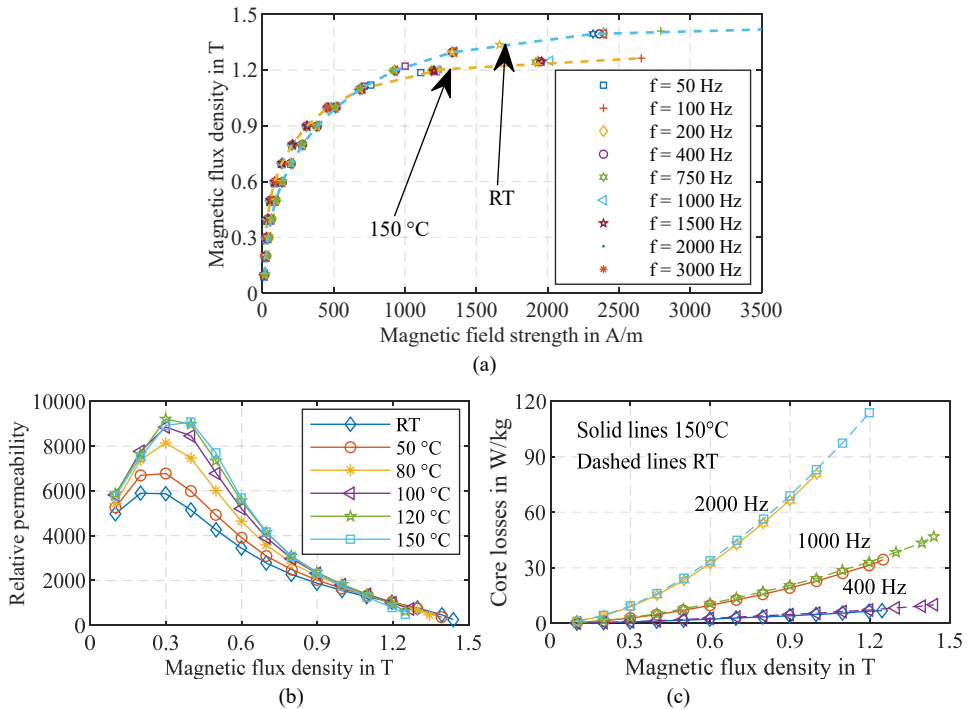 1.5
1.2
0.9
0.6
0.3
0
Magnetic flux density in T
RT
150 °C
f = 50 Hz
f = 100 Hz
f = 200 Hz
f = 400 Hz
f = 750 Hz
f = 1000 Hz
f = 1500 Hz
f = 2000 Hz
f = 3000 Hz
0 500 1000 1500 2000 2500 3000 3500
Magnetic field strength in A/m
(a)
10000
8000
6000
4000
2000
0
Relative permeability
RT
50 °C
80 °C
100 °C
120 °C
150 °C
0 0.3 0.6 0.9 1.2 1.5
Magnetic flux density in T
(b)
120
90
60
30
0
Core losses in W/kg
Solid lines 150°C
Dashed lines RT
2000 Hz
1000 Hz
400 Hz
0 0.3 0.6 0.9 1.2 1.5
Magnetic flux density in T
(c)